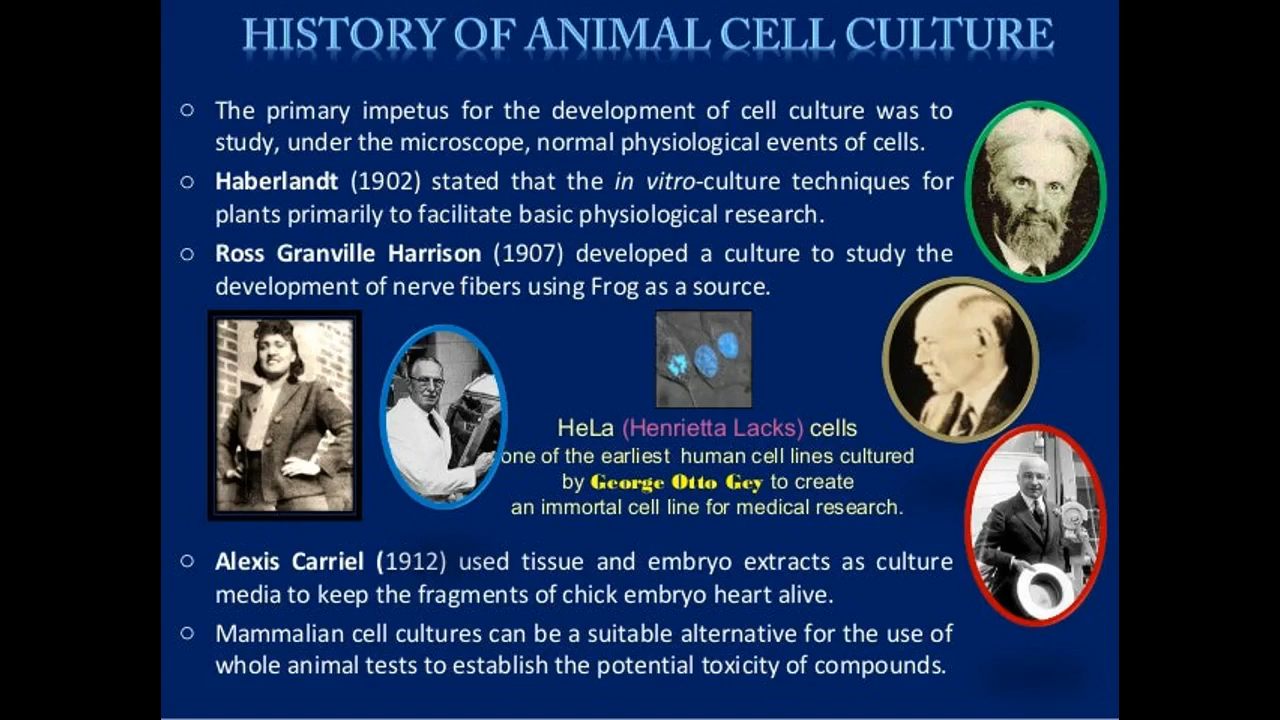 HISTORY OF ANIMAL CELL CULTURE
○ The primary impetus for the development of cell culture was to
study, under the microscope, normal physiological events of cells.
○ Haberlandt (1902) stated that the in vitro-culture techniques for
plants primarily to facilitate basic physiological research.
○ Ross Granville Harrison (1907) developed a culture to study the
development of nerve fibers using Frog as a source.
HeLa (Henrietta Lacks) cells
one of the earliest human cell lines cultured
by George Otto Gey to create
an immortal cell line for medical research.
○ Alexis Carriel (1912) used tissue and embryo extracts as culture
media to keep the fragments of chick embryo heart alive.
○ Mammalian cell cultures can be a suitable alternative for the use of
whole animal tests to establish the potential toxicity of compounds.